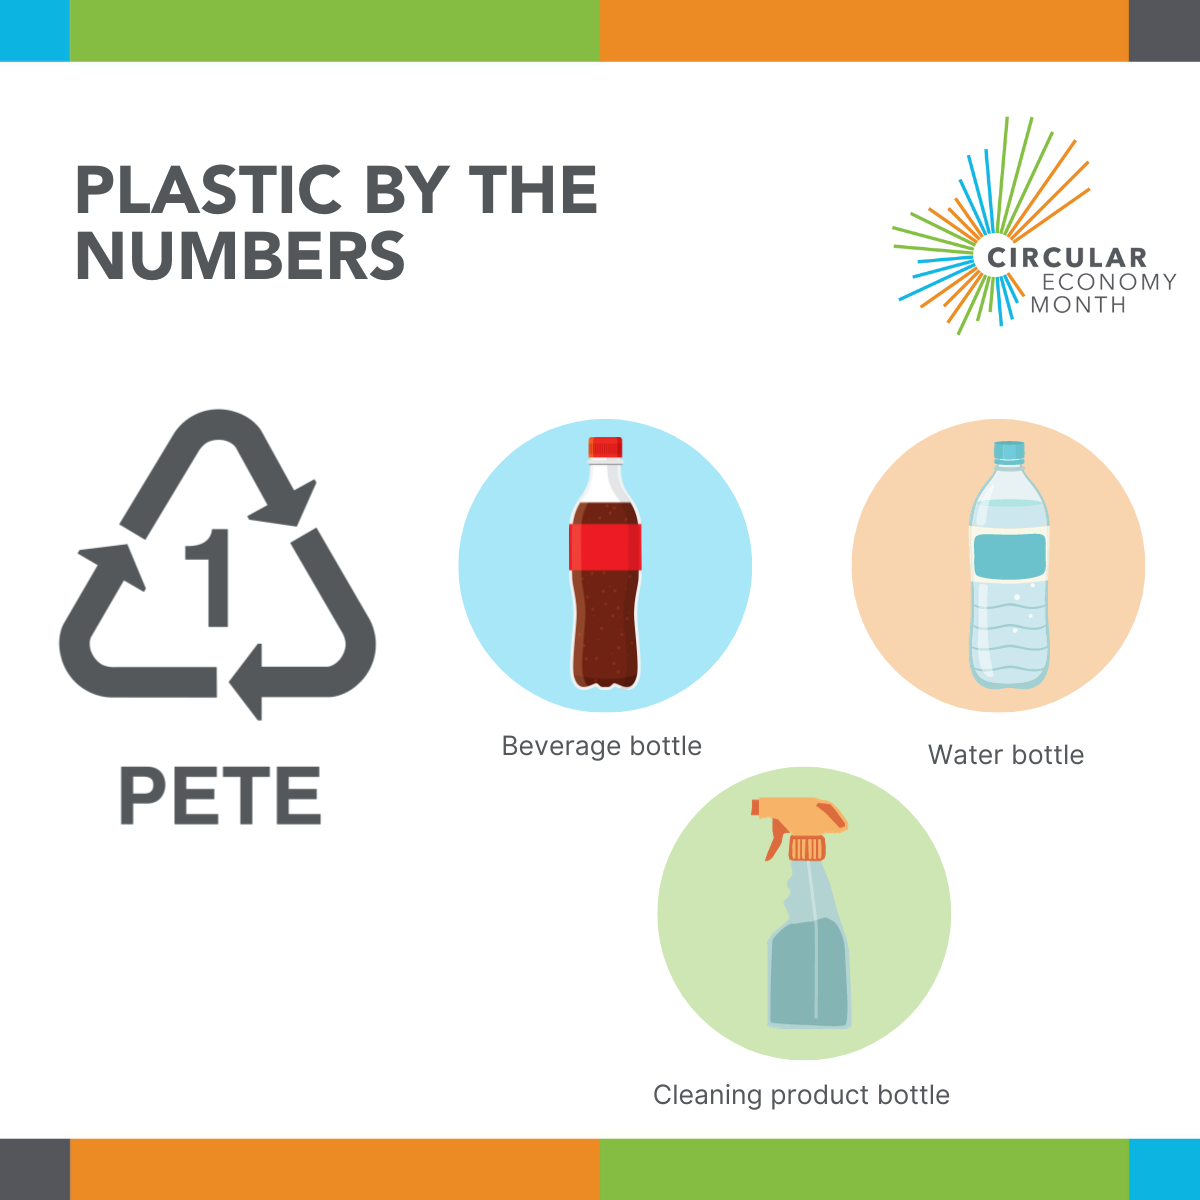 PLASTIC BY THE
NUMBERS
CIRCULAR
ECONOMY
MONTH
1
PETE
Beverage bottle
Water bottle
Cleaning product bottle